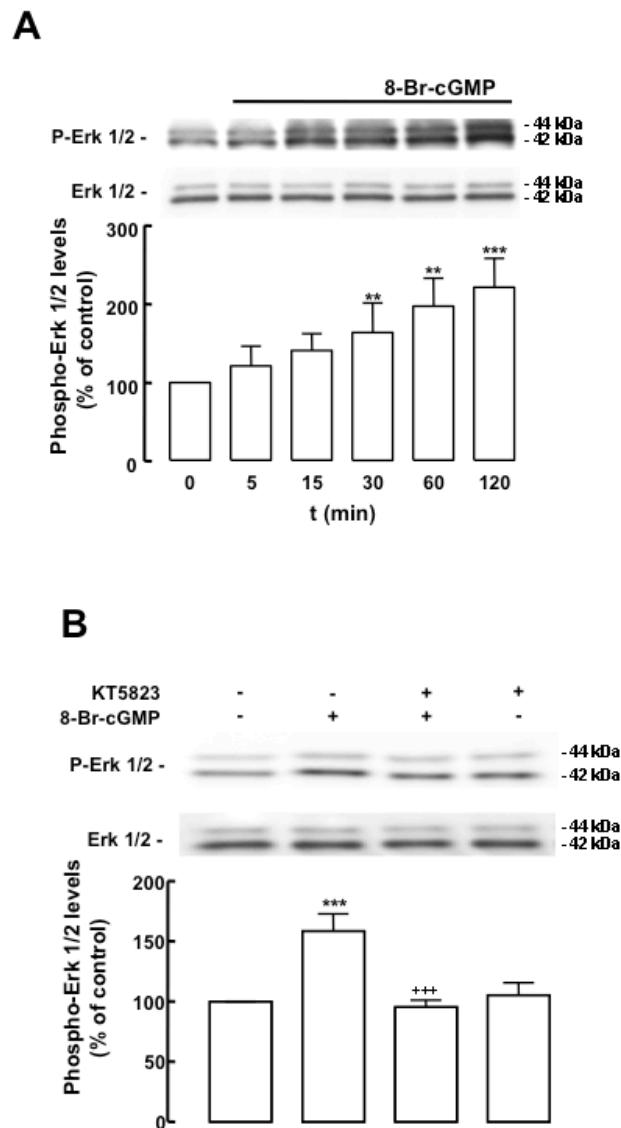 A
8-Br-cGMP
P-Erk 1/2 -
- 44 kDa
- 42 kDa
Erk 1/2 -
- 44 kDa
- 42 kDa
Phospho-Erk 1/2 levels
(% of control)
300
200
100
0
**
**
***
0 5 15 30 60 120
t (min)
B
KT5823 - - + +
8-Br-cGMP - + + -
P-Erk 1/2 -
- 44 kDa
- 42 kDa
Erk 1/2 -
- 44 kDa
- 42 kDa
Phospho-Erk 1/2 levels
(% of control)
200
150
100
50
0
***
+++